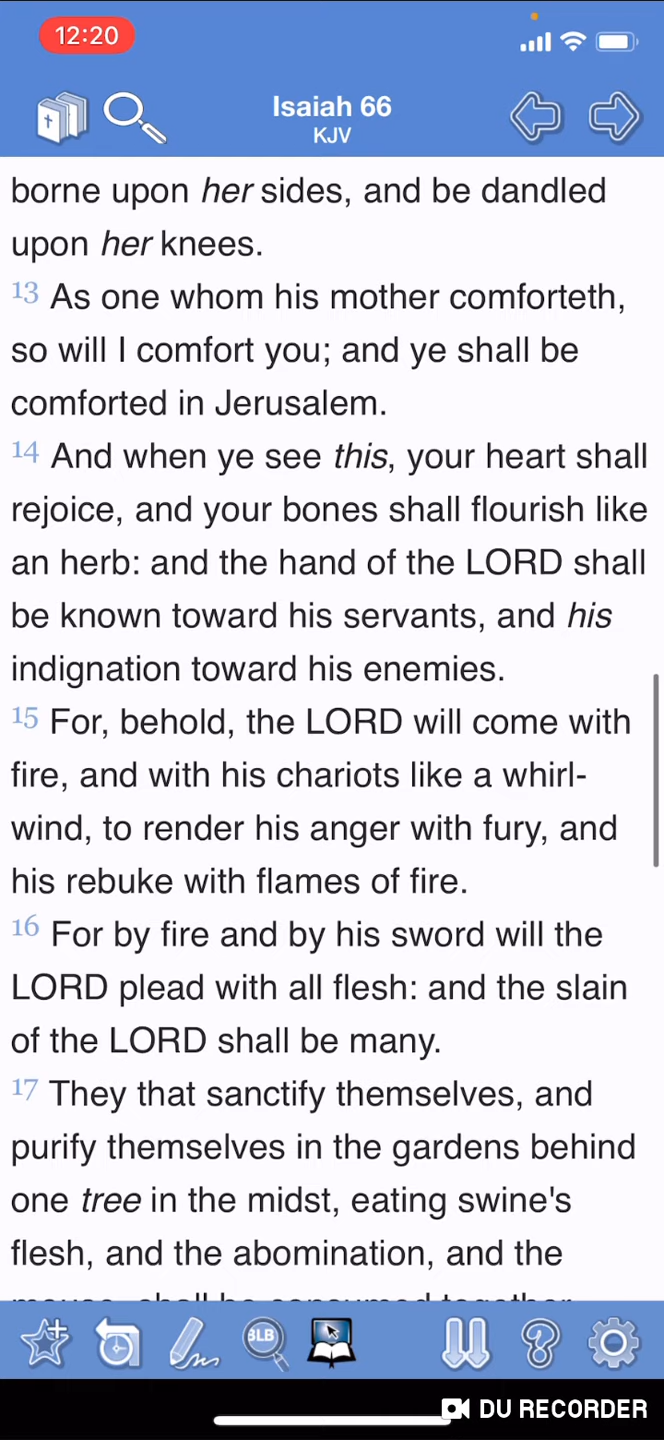 12:20
Isaiah 66
KJV
borne upon her sides, and be dandled
upon her knees.
13 As one whom his mother comforteth,
so will I comfort you; and ye shall be
comforted in Jerusalem.
14 And when ye see this, your heart shall
rejoice, and your bones shall flourish like
an herb: and the hand of the LORD shall
be known toward his servants, and his
indignation toward his enemies.
15 For, behold, the LORD will come with
fire, and with his chariots like a whirl-
wind, to render his anger with fury, and
his rebuke with flames of fire.
16 For by fire and by his sword will the
LORD plead with all flesh: and the slain
of the LORD shall be many.
17 They that sanctify themselves, and
purify themselves in the gardens behind
one tree in the midst, eating swine's
flesh, and the abomination, and the
mouse, shall be consumed together
BLB
DU RECORDER